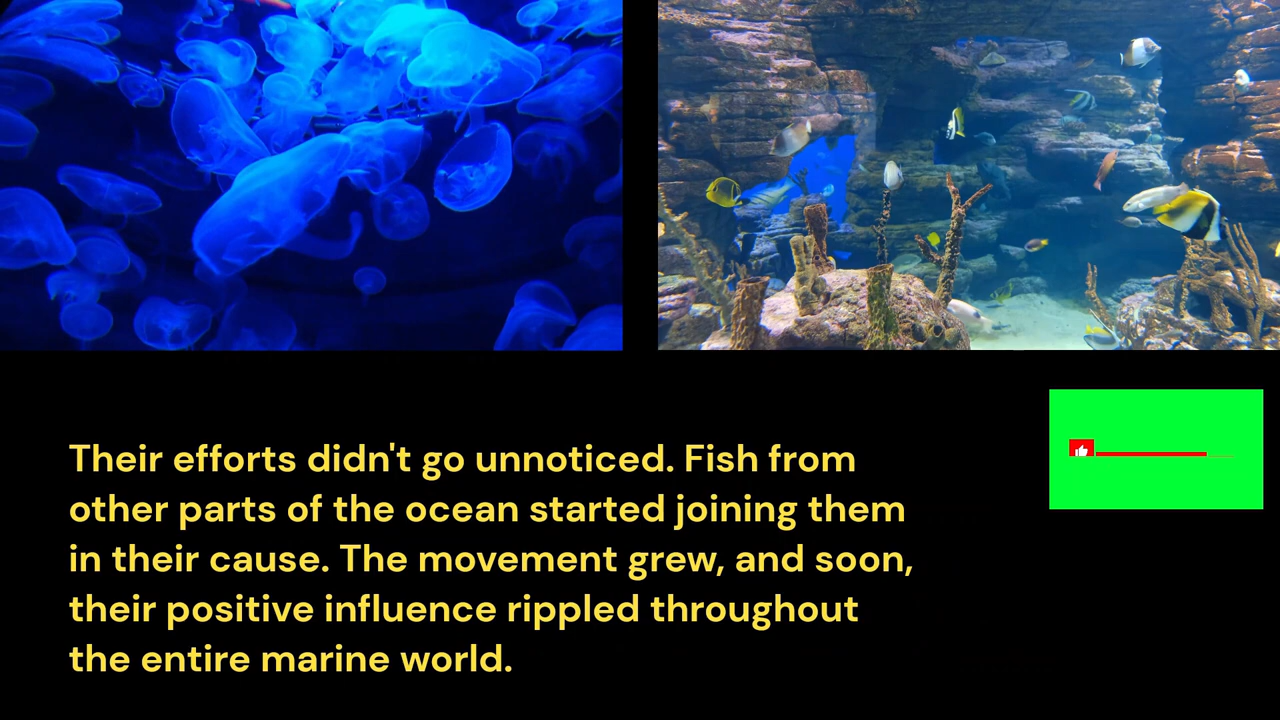 Their efforts didn't go unnoticed. Fish from
other parts of the ocean started joining them
in their cause. The movement grew, and soon,
their positive influence rippled throughout
the entire marine world.